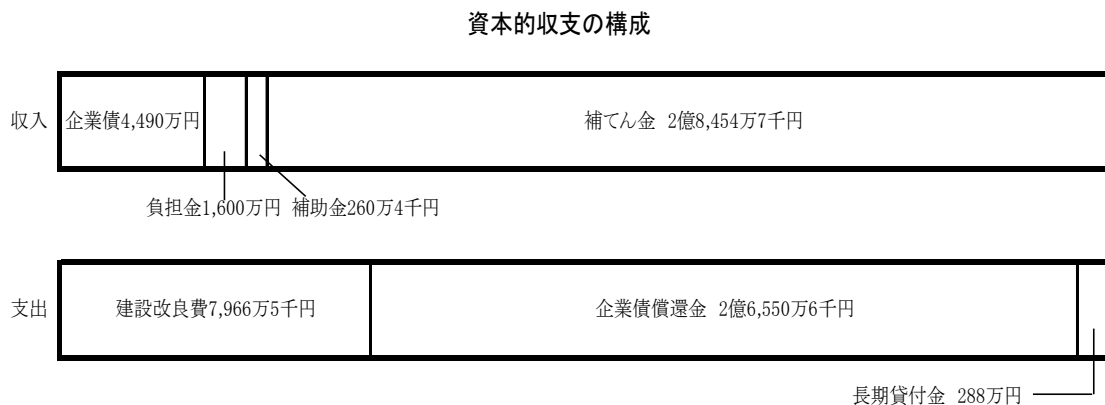 資本的収支の構成
収入 企業債4,490万円 補てん金 2億8,454万7千円
負担金1,600万円 補助金260万4千円
支出 建設改良費7,966万5千円 企業債償還金 2億6,550万6千円
長期貸付金 288万円